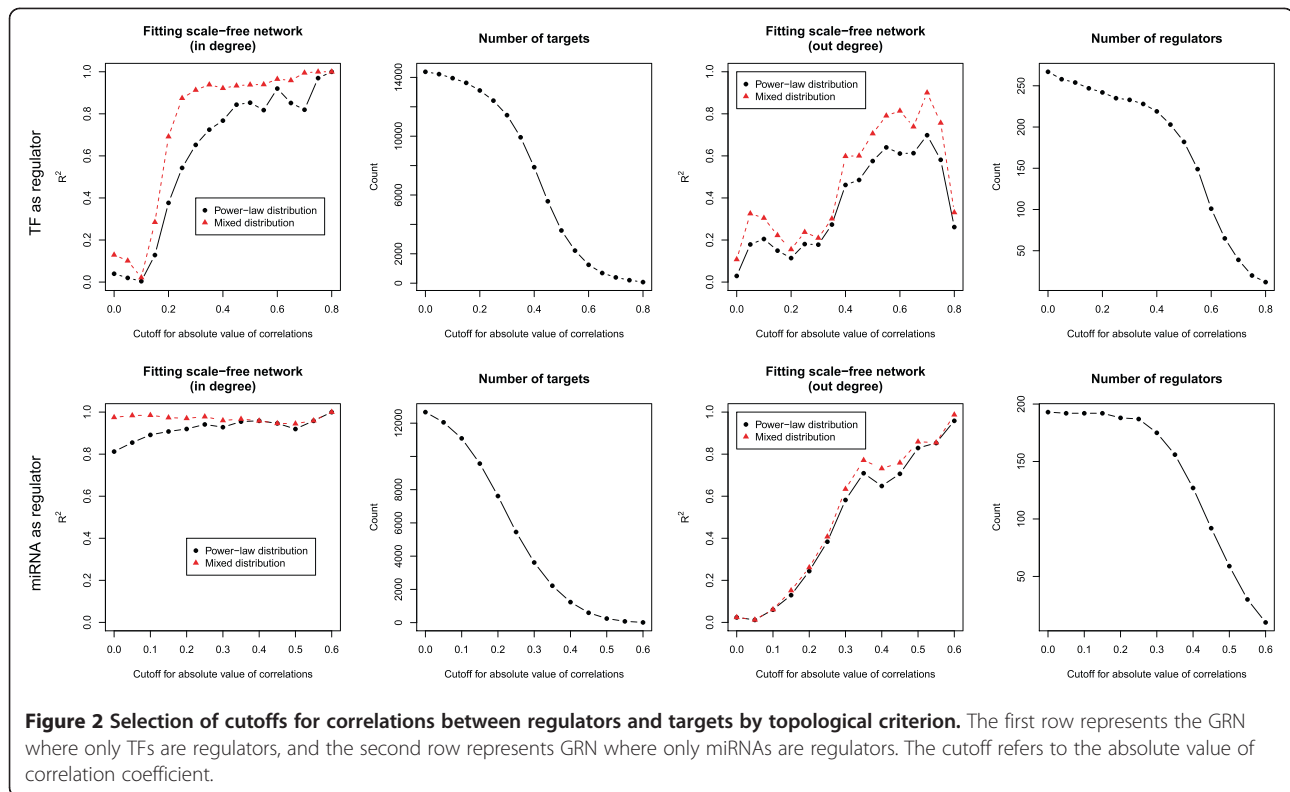 Fitting scale−free network
(in degree)
TF as regulator
R²
0.0 0.2 0.4 0.6 0.8 1.0
Power−law distribution
Mixed distribution
0.0 0.2 0.4 0.6 0.8
Cutoff for absolute value of correlations
Number of targets
Count
0 2000 6000 10000 14000
0.0 0.2 0.4 0.6 0.8
Cutoff for absolute value of correlations
Fitting scale−free network
(out degree)
R²
0.0 0.2 0.4 0.6 0.8 1.0
Power−law distribution
Mixed distribution
0.0 0.2 0.4 0.6 0.8
Cutoff for absolute value of correlations
Number of regulators
Count
50 100 150 200 250
0.0 0.2 0.4 0.6 0.8
Cutoff for absolute value of correlations
Fitting scale−free network
(in degree)
miRNA as regulator
R²
0.0 0.2 0.4 0.6 0.8 1.0
Power−law distribution
Mixed distribution
0.0 0.1 0.2 0.3 0.4 0.5 0.6
Cutoff for absolute value of correlations
Number of targets
Count
0 2000 4000 6000 8000 12000
0.0 0.1 0.2 0.3 0.4 0.5 0.6
Cutoff for absolute value of correlations
Fitting scale−free network
(out degree)
R²
0.0 0.2 0.4 0.6 0.8 1.0
Power−law distribution
Mixed distribution
0.0 0.1 0.2 0.3 0.4 0.5 0.6
Cutoff for absolute value of correlations
Number of regulators
Count
50 100 150 200
0.0 0.1 0.2 0.3 0.4 0.5 0.6
Cutoff for absolute value of correlations
Figure 2 Selection of cutoffs for correlations between regulators and targets by topological criterion. The first row represents the GRN
where only TFs are regulators, and the second row represents GRN where only miRNAs are regulators. The cutoff refers to the absolute value of
correlation coefficient.